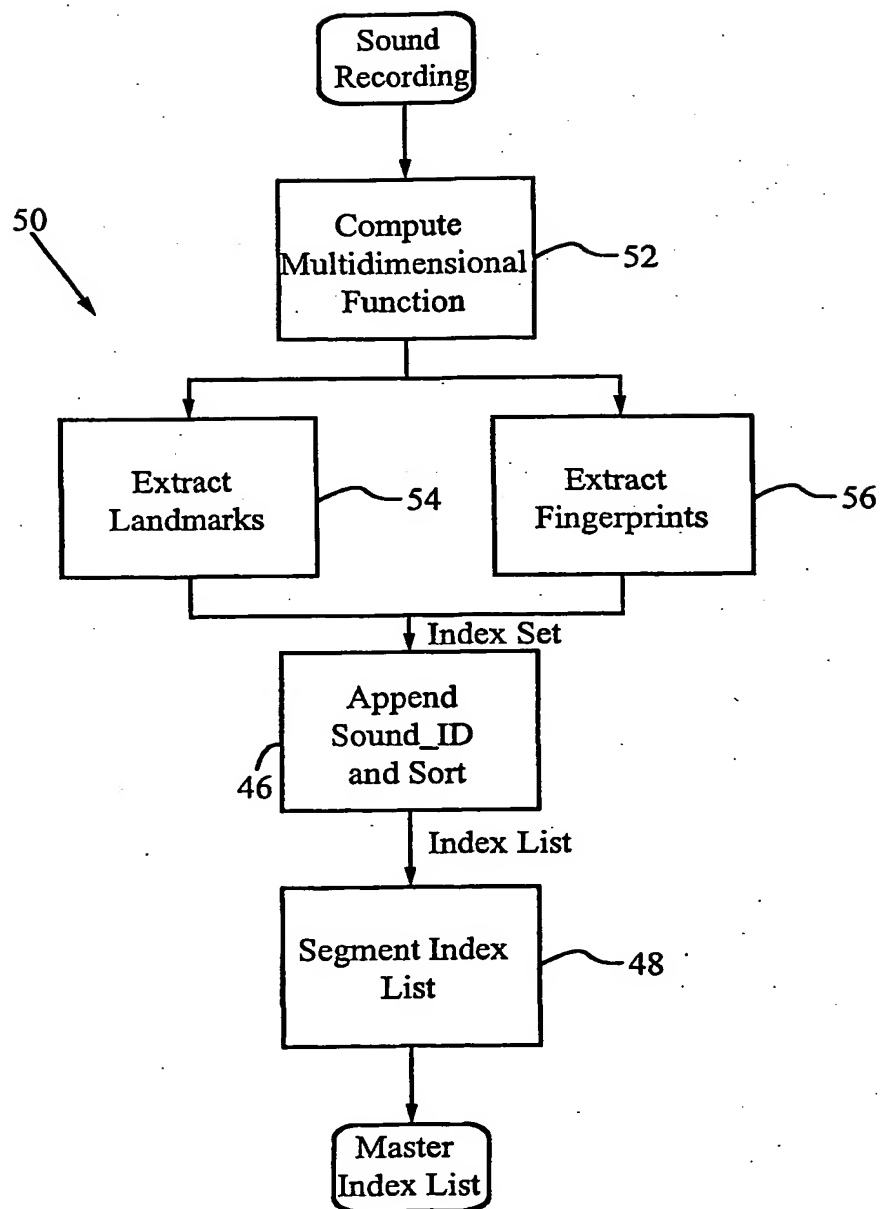 Sound
Recording
50
Compute
Multidimensional
Function
52
Extract
Landmarks
54
Extract
Fingerprints
56
Index Set
Append
Sound_ID
and Sort
46
Index List
Segment Index
List
48
Master
Index List